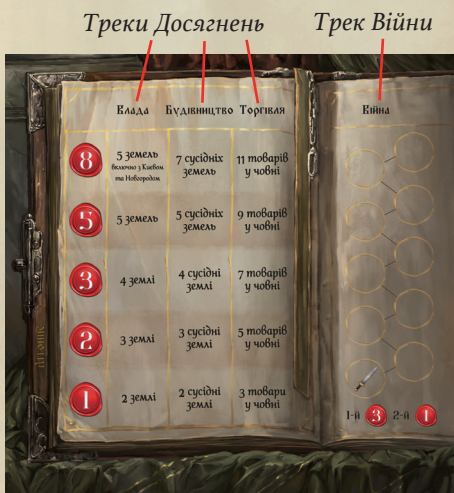 Треки Досягнень
Трек Війни
Влада Будівництво Торгівля
Війна
8
5 земель
включно з Києвом
та Новгородом
7 сусідніх
земель
11 товарів
у човні
5
5 земель
5 сусідніх
земель
9 товарів
у човні
3
4 землі
4 сусідні
землі
7 товарів
у човні
2
3 землі
3 сусідні
землі
5 товарів
у човні
1
2 землі
2 сусідні
землі
3 товари
у човні
1-й 3 2-й 1